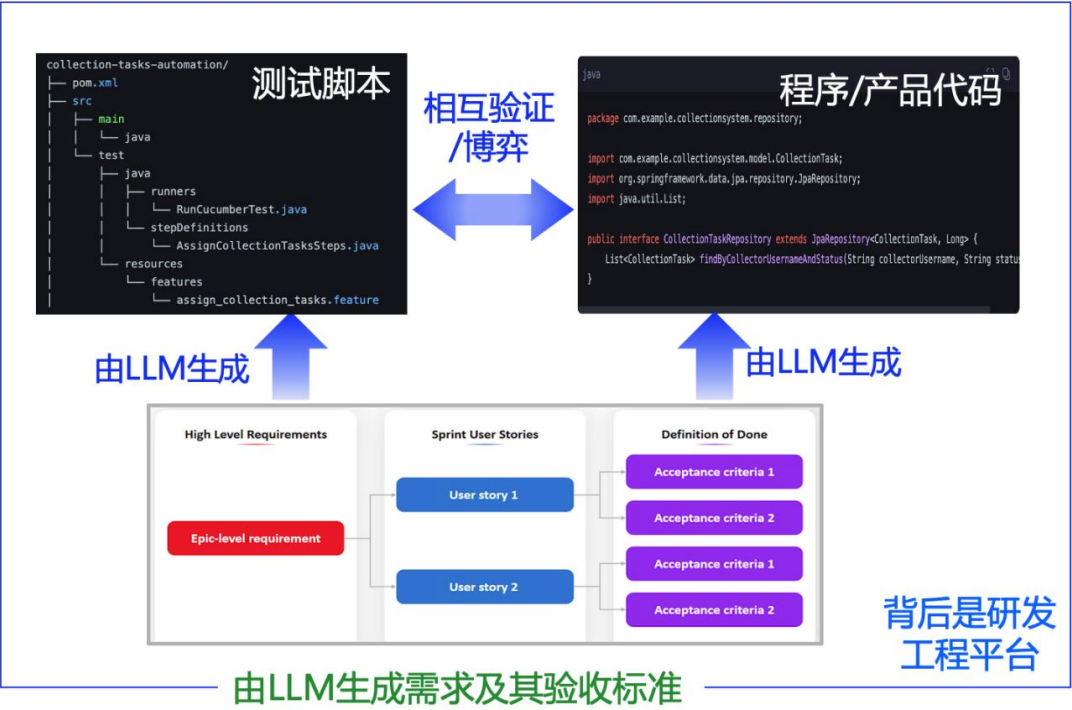 collection-tasks-automation/
├── pom.xml
├── src
│   ├── main
│   │   └── java
│   └── test
│       ├── java
│       │   ├── runners
│       │   │   └── RunCucumberTest.java
│       │   └── stepDefinitions
│       │       └── AssignCollectionTasksSteps.java
│       └── resources
│           └── features
│               └── assign_collection_tasks.feature
测试脚本
相互验证
/博弈
java
程序/产品代码
package com.example.collectionsystem.repository;
import com.example.collectionsystem.model.CollectionTask;
import org.springframework.data.jpa.repository.JpaRepository;
import java.util.List;
public interface CollectionTaskRepository extends JpaRepository<CollectionTask, Long> {
List<CollectionTask> findByCollectorUsernameAndStatus(String collectorUsername, String status
}
由LLM生成
由LLM生成
High Level Requirements
Sprint User Stories
Definition of Done
Epic-level requirement
User story 1
User story 2
Acceptance criteria 1
Acceptance criteria 2
Acceptance criteria 1
Acceptance criteria 2
背后是研发
工程平台
由LLM生成需求及其验收标准